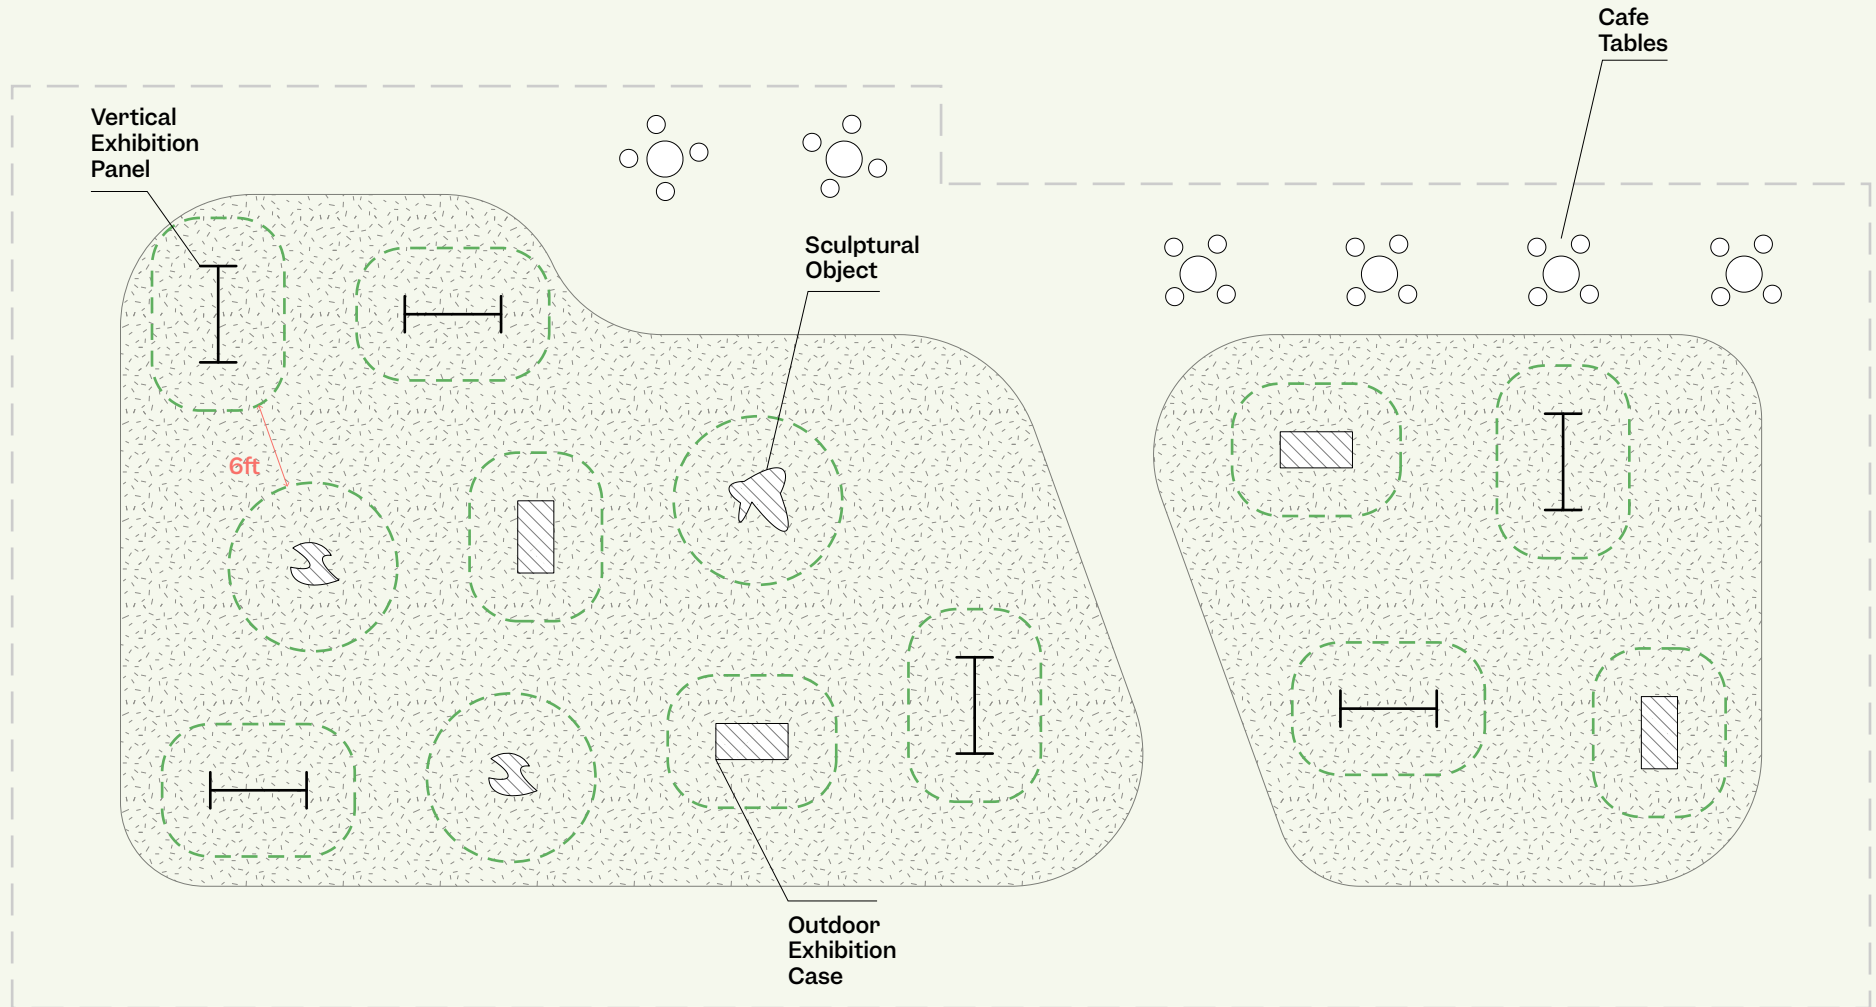 Cafe
Tables
Vertical
Exhibition
Panel
Sculptural
Object
6ft
Outdoor
Exhibition
Case